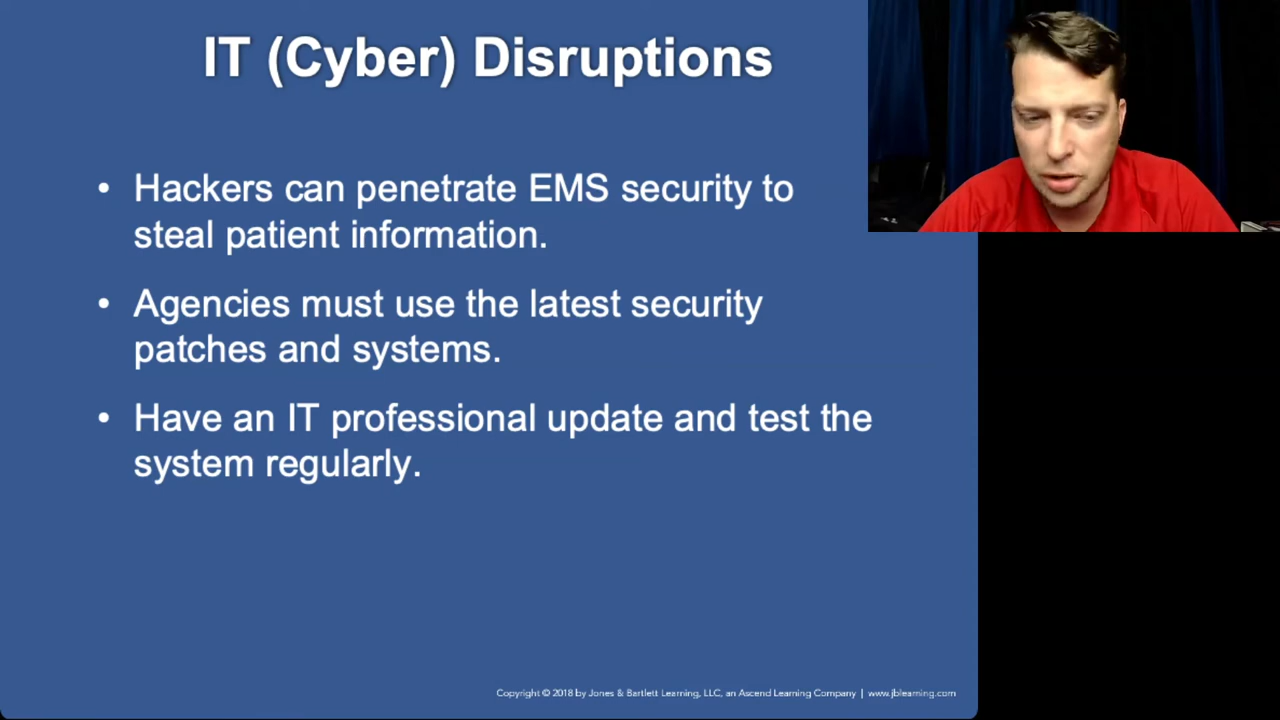 IT (Cyber) Disruptions
• Hackers can penetrate EMS security to
steal patient information.
• Agencies must use the latest security
patches and systems.
• Have an IT professional update and test the
system regularly.
Copyright © 2018 by Jones & Bartlett Learning, LLC, an Ascend Learning Company | www.jblearning.com